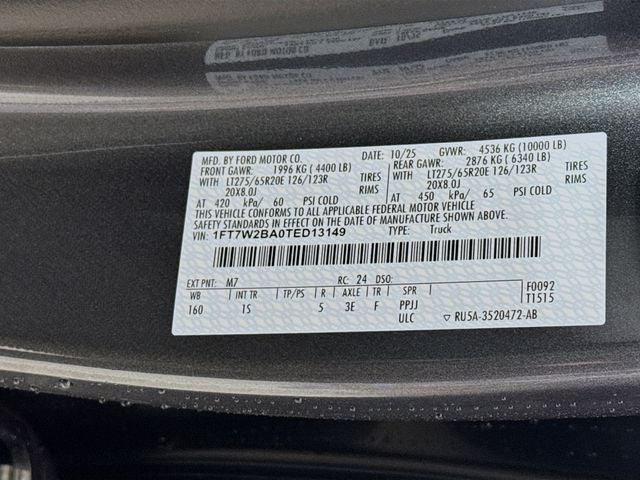 MFD. BY FORD MOTOR CO.
DATE: 10/25
GVWR: 4536 KG (10000 LB)
FRONT GAWR: 1996 KG ( 4400 LB)
REAR GAWR: 2876 KG ( 6340 LB)
WITH LT275/65R20E 126/123R TIRES
WITH LT275/65R20E 126/123R TIRES
20X8.0J RIMS
20X8.0J RIMS
AT 420 kPa/ 60 PSI COLD
AT 450 kPa/ 65 PSI COLD
THIS VEHICLE CONFORMS TO ALL APPLICABLE FEDERAL MOTOR VEHICLE
SAFETY STANDARDS IN EFFECT ON THE DATE OF MANUFACTURE SHOWN ABOVE.
VIN: 1FT7W2BA0TED13149
TYPE: Truck
EXT PNT: M7 RC: 24 DSO:
WB INT TR TP/PS R AXLE TR SPR
160 1S 5 3E F PPJJ
ULC
F0092
T1515
▽ RU5A-3520472-AB